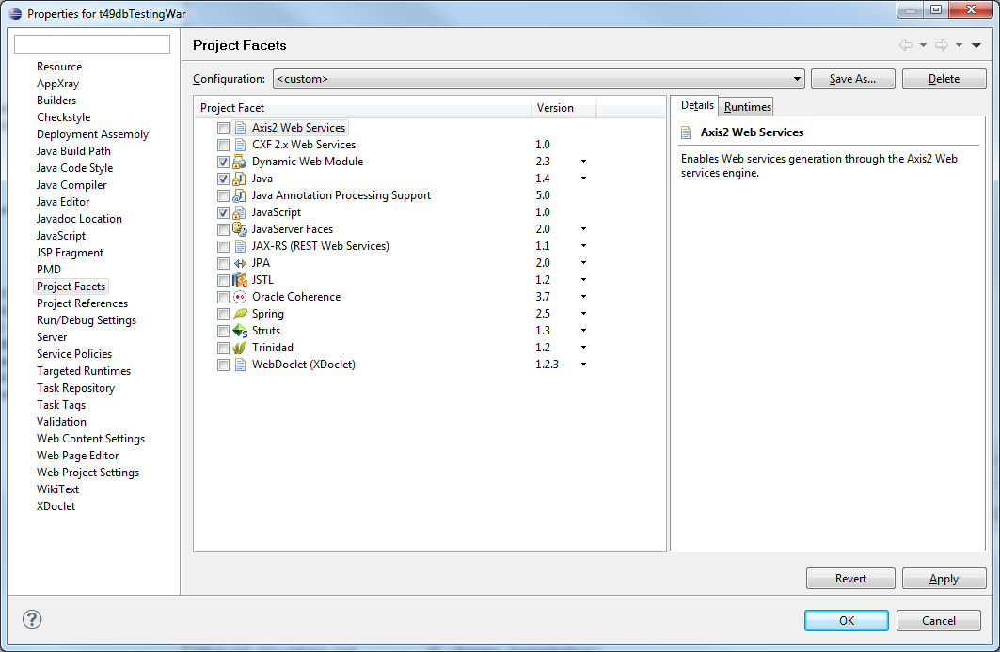 Properties for t49dbTestingWar
Resource
AppXray
Builders
Checkstyle
Deployment Assembly
Java Build Path
Java Code Style
Java Compiler
Java Editor
Javadoc Location
JavaScript
JSP Fragment
PMD
Project Facets
Project References
Run/Debug Settings
Server
Service Policies
Targeted Runtimes
Task Repository
Task Tags
Validation
Web Content Settings
Web Page Editor
Web Project Settings
WikiText
XDoclet
Project Facets
Configuration: <custom> Save As... Delete
Project Facet Version
Axis2 Web Services
CXF 2.x Web Services 1.0
Dynamic Web Module 2.3
Java 1.4
Java Annotation Processing Support 5.0
JavaScript 1.0
JavaServer Faces 2.0
JAX-RS (REST Web Services) 1.1
JPA 2.0
JSTL 1.2
Oracle Coherence 3.7
Spring 2.5
Struts 1.3
Trinidad 1.2
WebDoclet (XDoclet) 1.2.3
Details Runtimes
Axis2 Web Services
Enables Web services generation through the Axis2 Web
services engine.
Revert Apply
OK Cancel